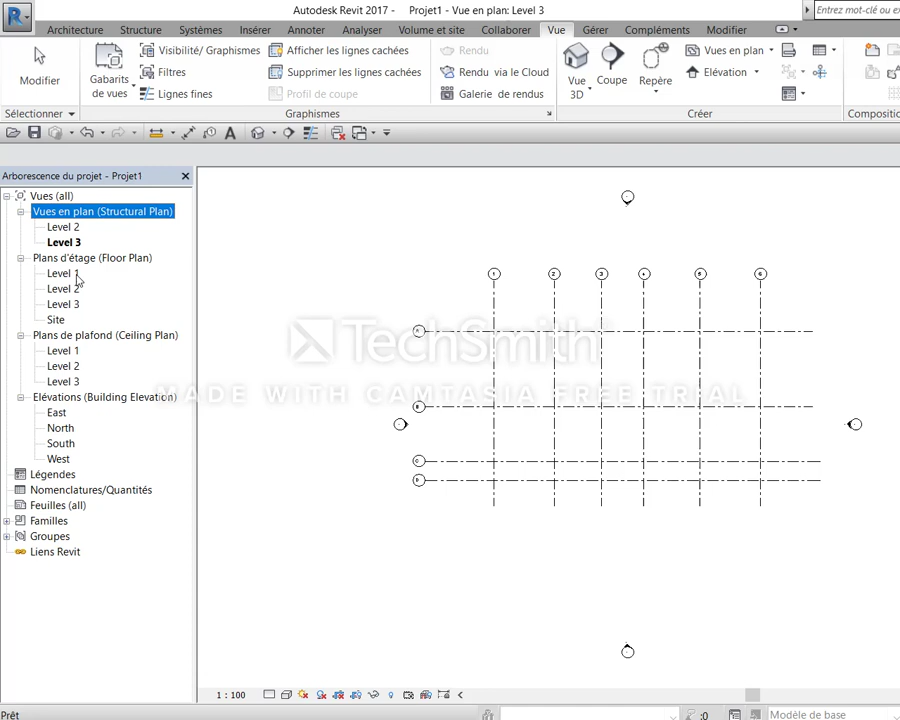 Autodesk Revit 2017 - Projet1 - Vue en plan: Level 3
Entrez mot-clé ou ex
Architecture Structure Systèmes Insérer Annoter Analyser Volume et site Collaborer Vue Gérer Compléments Modifier
Modifier
Gabarits
de vues
Visibilité/ Graphismes
Filtres
Lignes fines
Afficher les lignes cachées
Supprimer les lignes cachées
Profil de coupe
Rendu
Rendu via le Cloud
Galerie de rendus
Vue
3D
Coupe
Repère
Vues en plan
Elévation
Sélectionner
Graphismes
Créer
Compositio
Arborescence du projet - Projet1
Vues (all)
Vues en plan (Structural Plan)
Level 2
Level 3
Plans d'étage (Floor Plan)
Level 1
Level 2
Level 3
Site
Plans de plafond (Ceiling Plan)
Level 1
Level 2
Level 3
Elévations (Building Elevation)
East
North
South
West
Légendes
Nomenclatures/Quantités
Feuilles (all)
Familles
Groupes
Liens Revit
1 2 3 4 5 6
A
B
C
D
TechSmith
MADE WITH CAMTASIA FREE TRIAL
1 : 100
Prêt
:0
Modèle de base